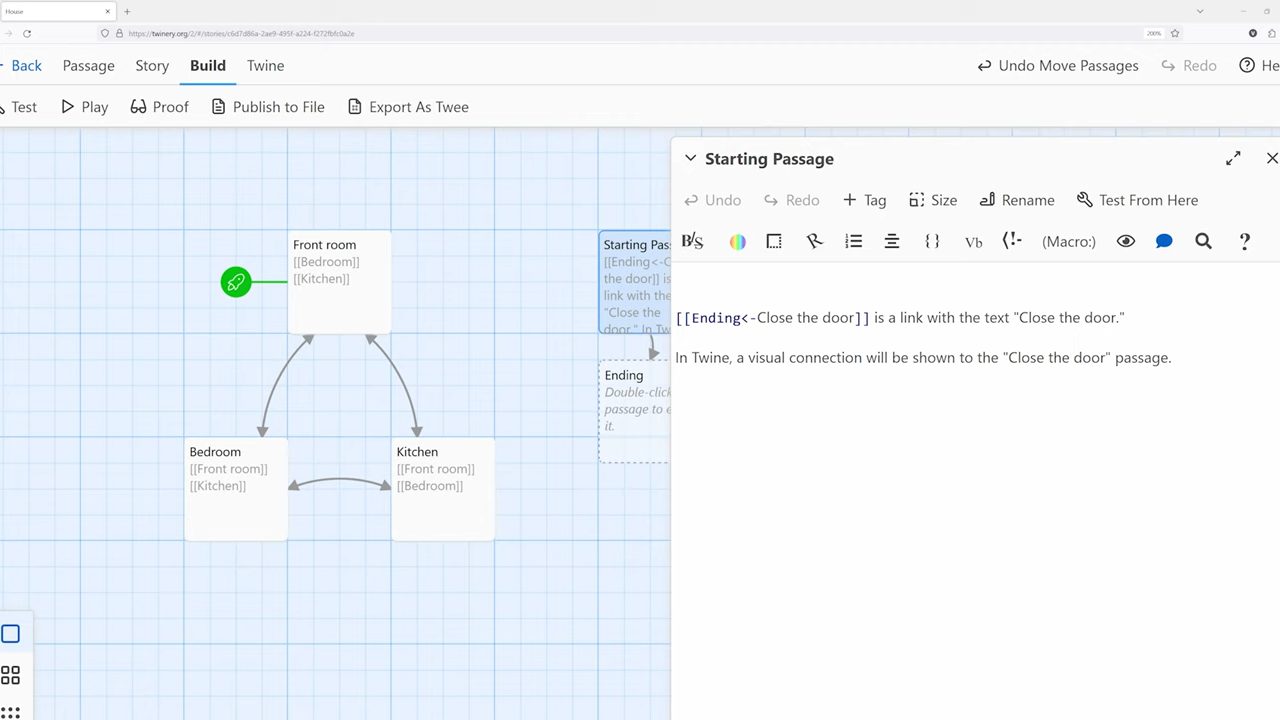 House
https://twinery.org/2/#/stories/c6d7d86a-2ae9-495f-a224-f272fbfc0a2e
200%
Back
Passage
Story
Build
Twine
Undo Move Passages
Redo
He
Test
Play
Proof
Publish to File
Export As Twee
Front room
[[Bedroom]]
[[Kitchen]]
Bedroom
[[Front room]]
[[Kitchen]]
Kitchen
[[Front room]]
[[Bedroom]]
Starting Pas
[[Ending<-C
the door]] is
link with the
"Close the
door." In Tw
Ending
Double-click
passage to e
it.
Starting Passage
Undo
Redo
+ Tag
Size
Rename
Test From Here
B/S
{}
Vb
(Macro:)
?
[[Ending<-Close the door]] is a link with the text "Close the door."
In Twine, a visual connection will be shown to the "Close the door" passage.